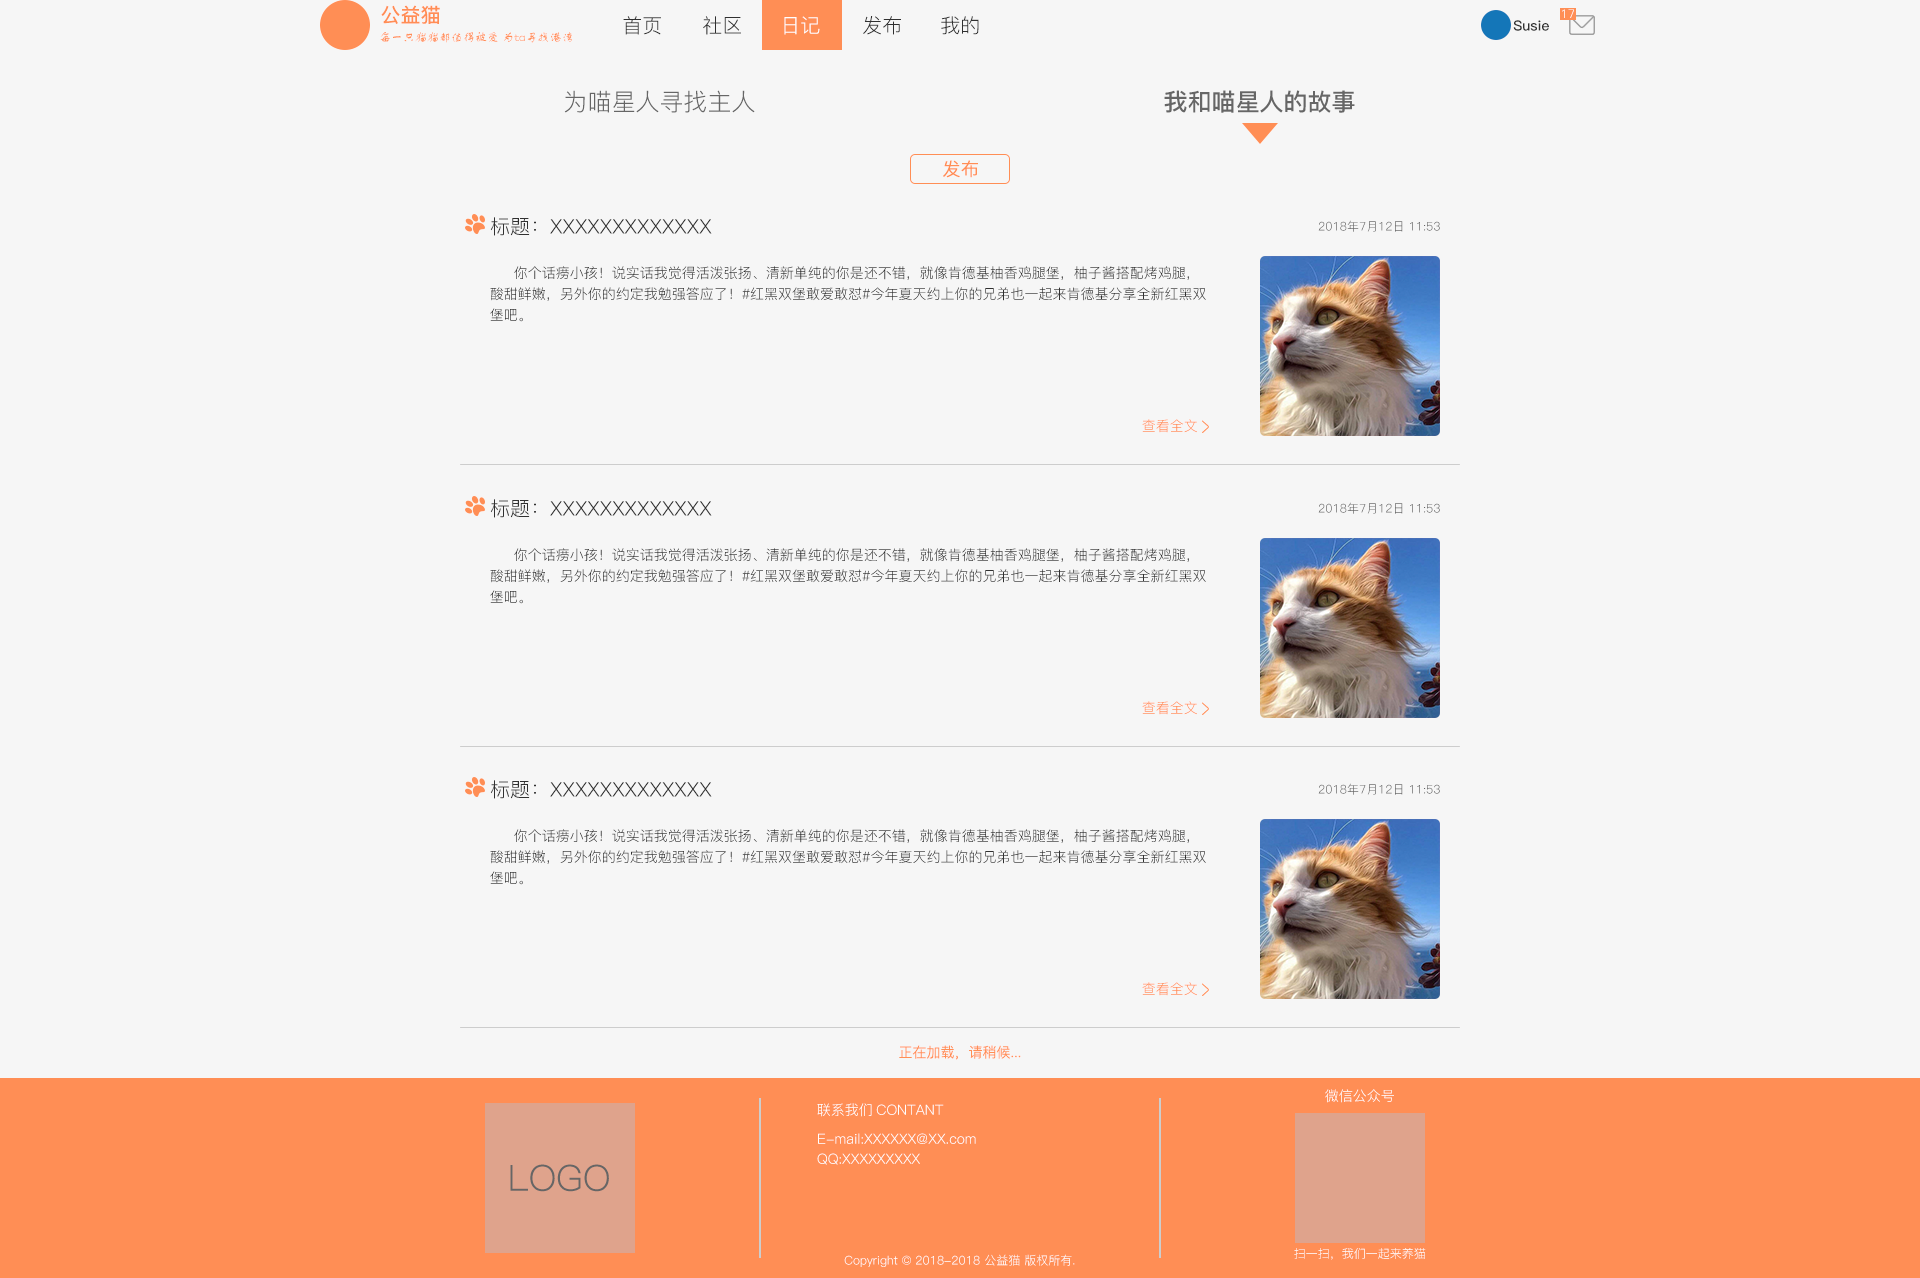 公益猫
每一只猫猫都值得被爱 为ta寻找港湾
首页
社区
日记
发布
我的
Susie
17
为喵星人寻找主人
我和喵星人的故事
发布
标题：XXXXXXXXXXXXX
2018年7月12日 11:53
你个话痨小孩！说实话我觉得活泼张扬、清新单纯的你是还不错，就像肯德基柚香鸡腿堡，柚子酱搭配烤鸡腿，
酸甜鲜嫩，另外你的约定我勉强答应了！#红黑双堡敢爱敢怼#今年夏天约上你的兄弟也一起来肯德基分享全新红黑双
堡吧。
查看全文
标题：XXXXXXXXXXXXX
2018年7月12日 11:53
你个话痨小孩！说实话我觉得活泼张扬、清新单纯的你是还不错，就像肯德基柚香鸡腿堡，柚子酱搭配烤鸡腿，
酸甜鲜嫩，另外你的约定我勉强答应了！#红黑双堡敢爱敢怼#今年夏天约上你的兄弟也一起来肯德基分享全新红黑双
堡吧。
查看全文
标题：XXXXXXXXXXXXX
2018年7月12日 11:53
你个话痨小孩！说实话我觉得活泼张扬、清新单纯的你是还不错，就像肯德基柚香鸡腿堡，柚子酱搭配烤鸡腿，
酸甜鲜嫩，另外你的约定我勉强答应了！#红黑双堡敢爱敢怼#今年夏天约上你的兄弟也一起来肯德基分享全新红黑双
堡吧。
查看全文
正在加载，请稍候...
LOGO
联系我们 CONTANT
E-mail:XXXXXX@XX.com
QQ:XXXXXXXXX
Copyright © 2018-2018 公益猫 版权所有.
微信公众号
扫一扫，我们一起来养猫